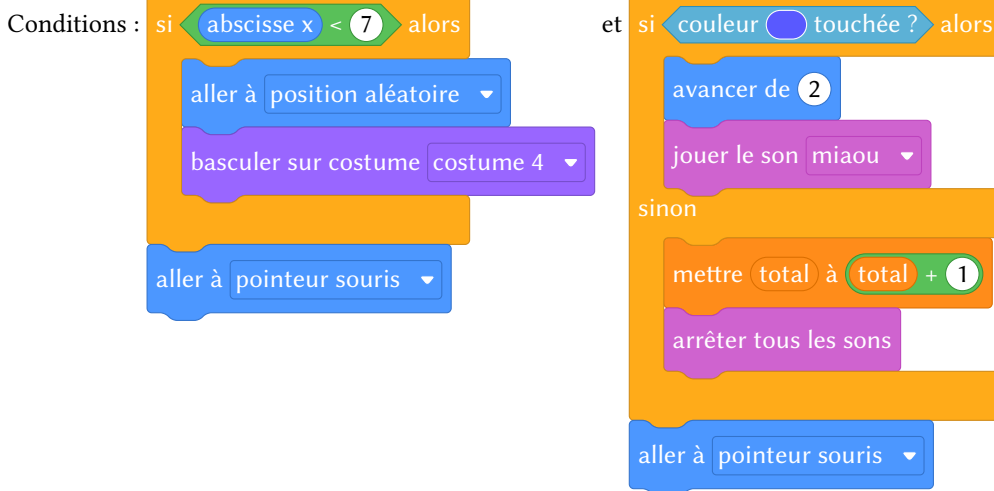 Conditions : si abscisse x < 7 alors
aller à position aléatoire
basculer sur costume costume 4
aller à pointeur souris
et si couleur touchée ? alors
avancer de 2
jouer le son miaou
sinon
mettre total à total + 1
arrêter tous les sons
aller à pointeur souris